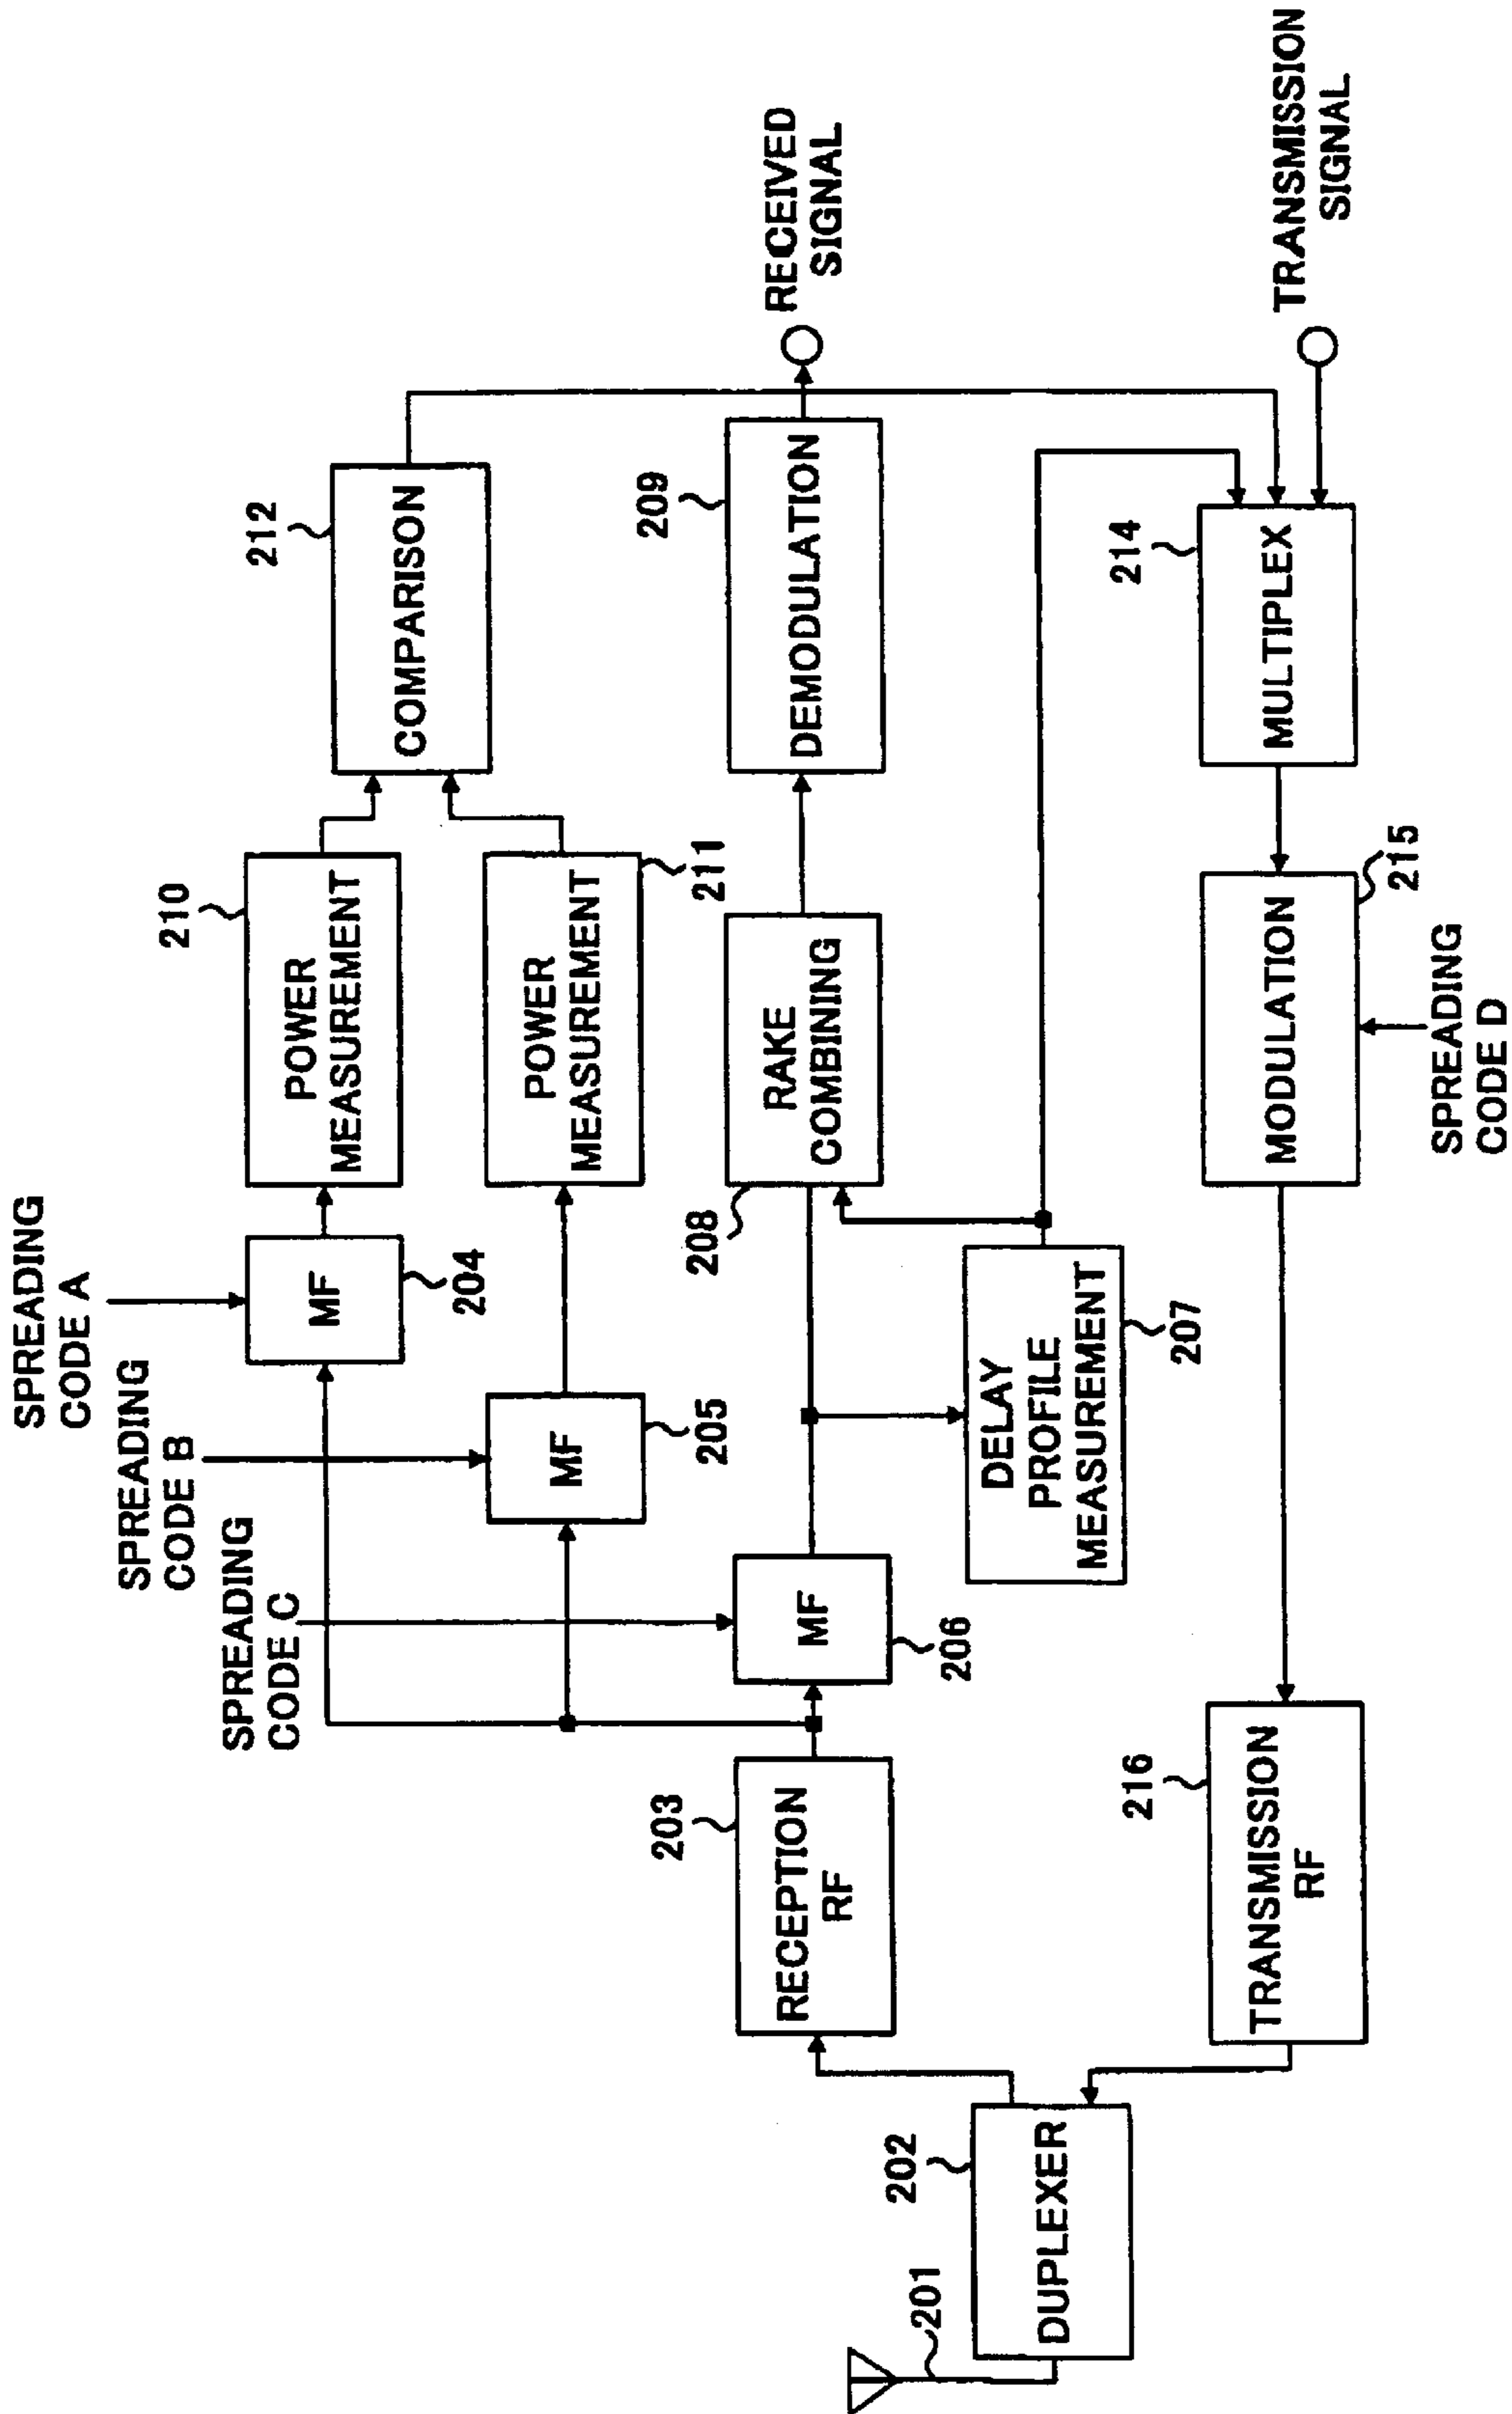 SPREADING
CODE A
SPREADING
CODE B
SPREADING
CODE C
201
202
DUPLEXER
203
RECEPTION
RF
MF
204
MF
205
MF
206
210
POWER
MEASUREMENT
POWER
MEASUREMENT
211
212
COMPARISON
208
RAKE
COMBINING
209
DEMODULATION
RECEIVED
SIGNAL
DELAY
PROFILE
MEASUREMENT
207
216
TRANSMISSION
RF
MODULATION
215
SPREADING
CODE D
214
MULTIPLEX
TRANSMISSION
SIGNAL